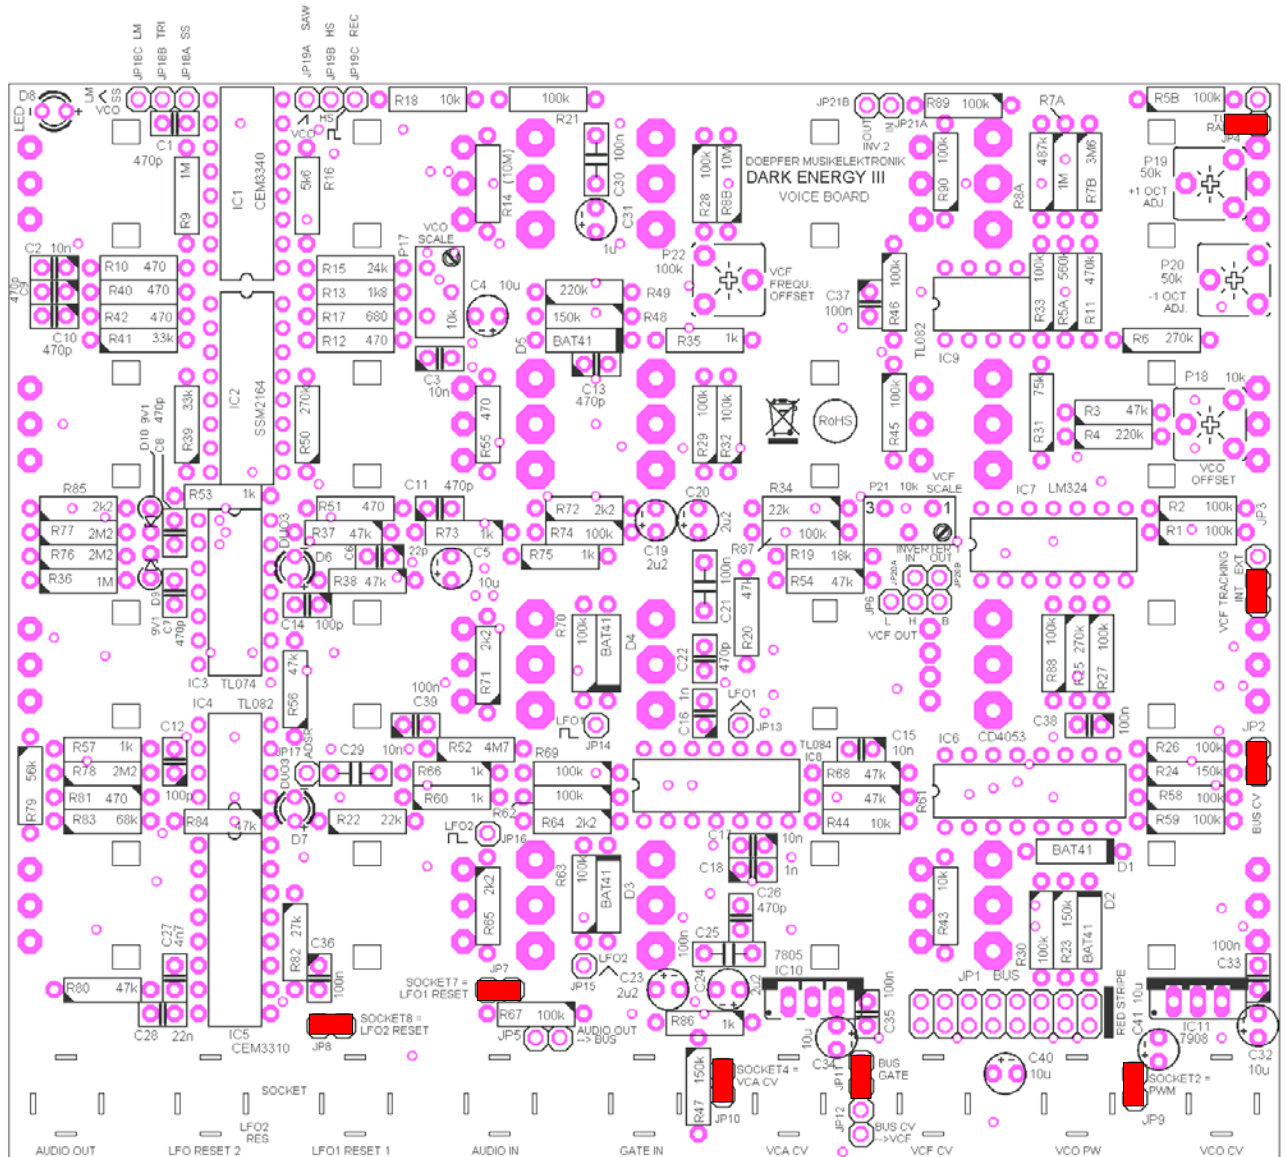 JP18C LM
JP18B TRI
JP18A SS
JP19A SAW
JP19B HS
JP19C REC
D8
LED
LM
SS
VCO
C1
470p
IC1
CEM3340
VCO
HS
R18 10k
100k
R21
JP21B
OUT
IN
JP21A
INV.2
R89 100k
R7A
R5B 100k
JP4
1M
R9
5k6
R16
R14 (10M)
100n
C30
C31
1u
R28 100k
R8B 10M
DOEPFER MUSIKELEKTRONIK
DARK ENERGY III
VOICE BOARD
R90 100k
R8A
487k
1M
R7B 3M6
P19
50k
+1 OCT
ADJ.
C2 10n
470p
C9
C10
470p
R10 470
R40 470
R42 470
R41 33k
R15 24k
R13 1k8
R17 680
R12 470
P17
VCO
SCALE
10k
C4
10u
C3
10n
220k
150k
BAT41
D5
R49
R48
C13
470p
P22
100k
VCF
FREQU.
OFFSET
R35 1k
C37
100n
R46 100k
TL082
IC9
R33 100k
R5A 560k
R11 470k
P20
50k
-1 OCT
ADJ.
R6 270k
D10 9V1
C8 470p
R39 33k
IC2
SSM2164
R50 270k
R55 470
R29 100k
R32 100k
RoHS
R45 100k
R31 75k
R3 47k
R4 220k
P18 10k
VCO
OFFSET
R85
2k2
R77 2M2
R76 2M2
R36 1M
R53 1k
D9
9V1
C7
470p
IC3 TL074
DUO3
D6
R51 470
R37 47k
C6
22p
R38 47k
C14 100p
C11 470p
R73 1k
C5
10u
R72 2k2
R74 100k
R75 1k
C19
2u2
C20
2u2
R34
22k
100k
R87
R19 18k
R54 47k
P21 10k
VCF
SCALE
3
1
INVERTER
IN OUT
JP20A
JP20B
JP6
L H B
VCF OUT
IC7 LM324
R2 100k
R1 100k
JP3
VCF TRACKING
INT EXT
100n
C21
R20 47k
R70
100k
BAT41
D4
R71 2k2
C22
470p
C16 1n
LFO1
JP13
LFO1
JP14
R56 47k
R88 100k
R25 270k
R27 100k
C38
100n
IC4 TL082
C12
100p
R57 1k
R78 2M2
R81 470
R83 68k
R79 56k
R84 47k
JP17
ADSR
DUO3
D7
C29 10n
100n
C39
R52 4M7
R66 1k
R60 1k
R22 22k
LFO2
JP16
R69
100k
100k
R62
R64 2k2
TL084
IC8
C15
10n
R68 47k
47k
R61
R44 10k
IC6 CD4053
JP2
R26 100k
R24 150k
R58 100k
R59 100k
BUS CV
BAT41
D1
C17 10n
C18 1n
R63
100k
BAT41
D3
R65 2k2
C26
470p
C25
100n
R43 10k
R30
100k
R23 150k
BAT41
D2
C27
4n7
R82 27k
C36
100n
R80 47k
C28 22n
IC5
CEM3310
SOCKET8 =
LFO2 RESET
JP8
JP7
SOCKET7 =
LFO1 RESET
R67 100k
JP5
AUDIO OUT
--> BUS
LFO2
JP15
C23
2u2
C24
2u2
R86 1k
7805
IC10
C35
100n
10u
C34
JP1 BUS
RED STRIPE
100n
C33
C41 10u
IC11
7908
C32
10u
R47 150k
SOCKET4 =
VCA CV
JP10
JP11
BUS
GATE
JP12
BUS CV
-->VCF
C40
10u
SOCKET2 =
PWM
JP9
SOCKET
LFO2
RES
AUDIO OUT
LFO RESET 2
LFO1 RESET 1
AUDIO IN
GATE IN
VCA CV
VCF CV
VCO PW
VCO CV